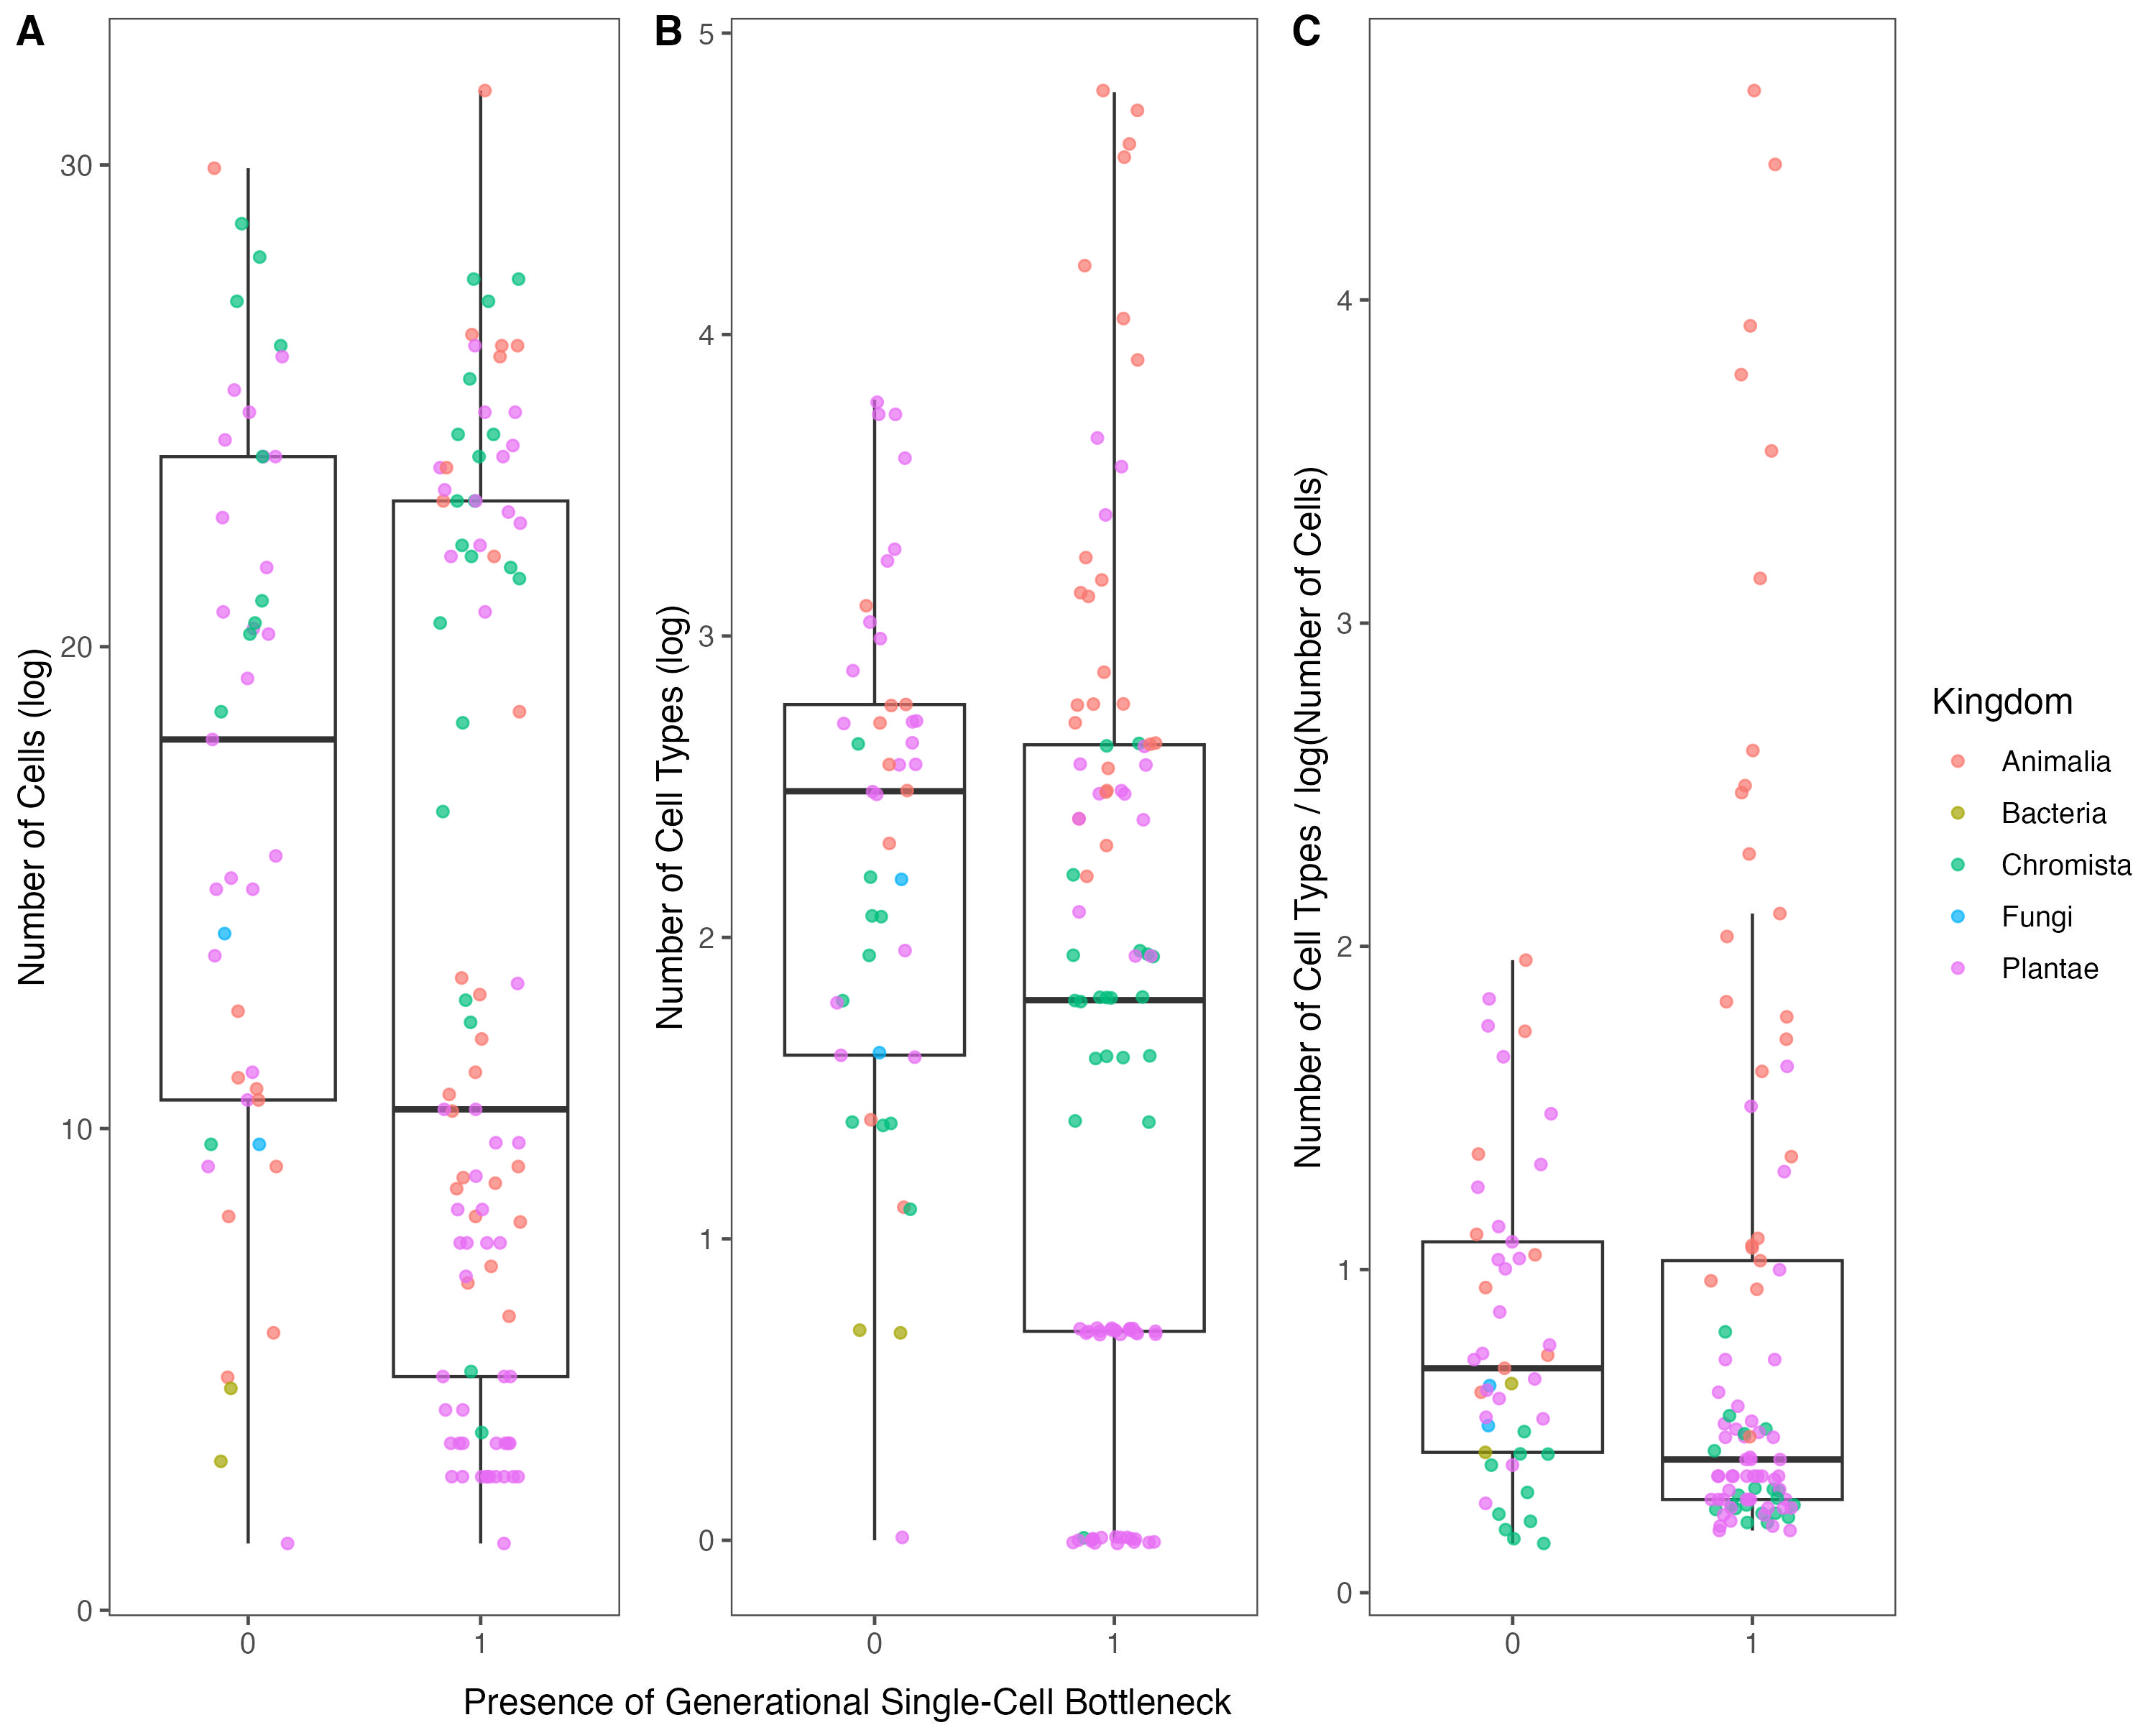 A
B
C
Number of Cells (log)
30
20
10
0
0
1
Number of Cell Types (log)
5
4
3
2
1
0
0
1
Number of Cell Types / log(Number of Cells)
4
3
2
1
0
0
1
Presence of Generational Single-Cell Bottleneck
Kingdom
Animalia
Bacteria
Chromista
Fungi
Plantae